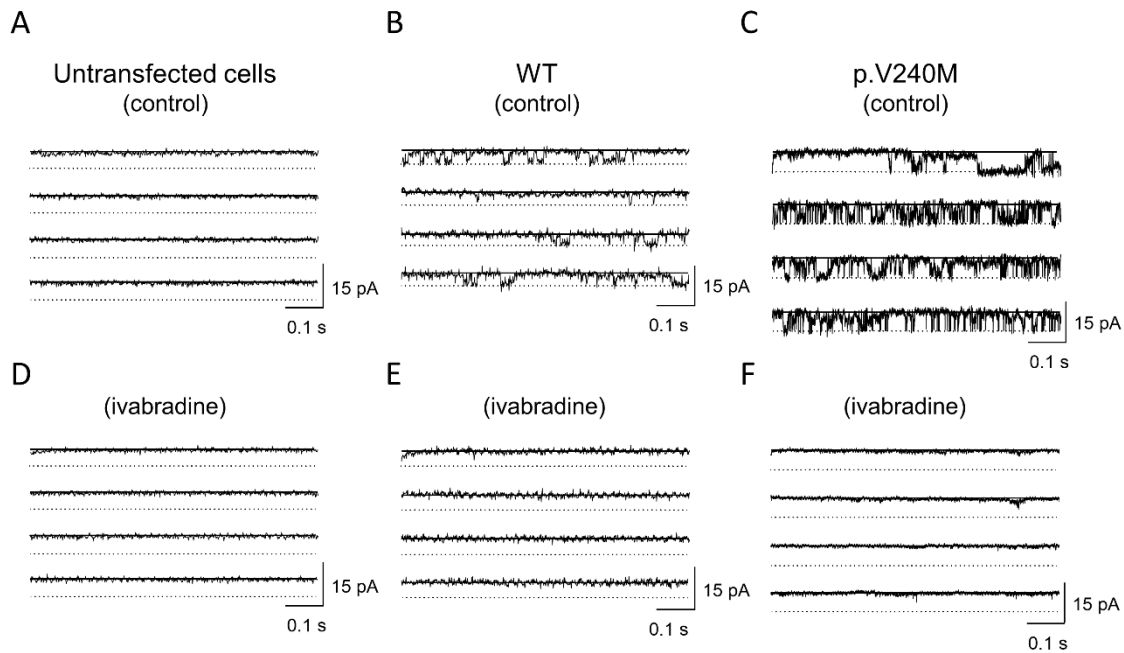 A
Untransfected cells
(control)
15 pA
0.1 s
B
WT
(control)
15 pA
0.1 s
C
p.V240M
(control)
15 pA
0.1 s
D
(ivabradine)
15 pA
0.1 s
E
(ivabradine)
15 pA
0.1 s
F
(ivabradine)
15 pA
0.1 s